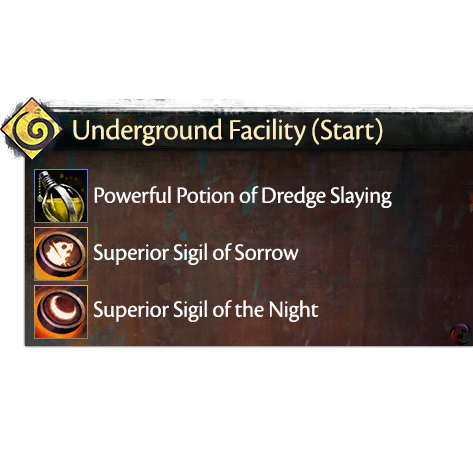 Underground Facility (Start)
Powerful Potion of Dredge Slaying
Superior Sigil of Sorrow
Superior Sigil of the Night